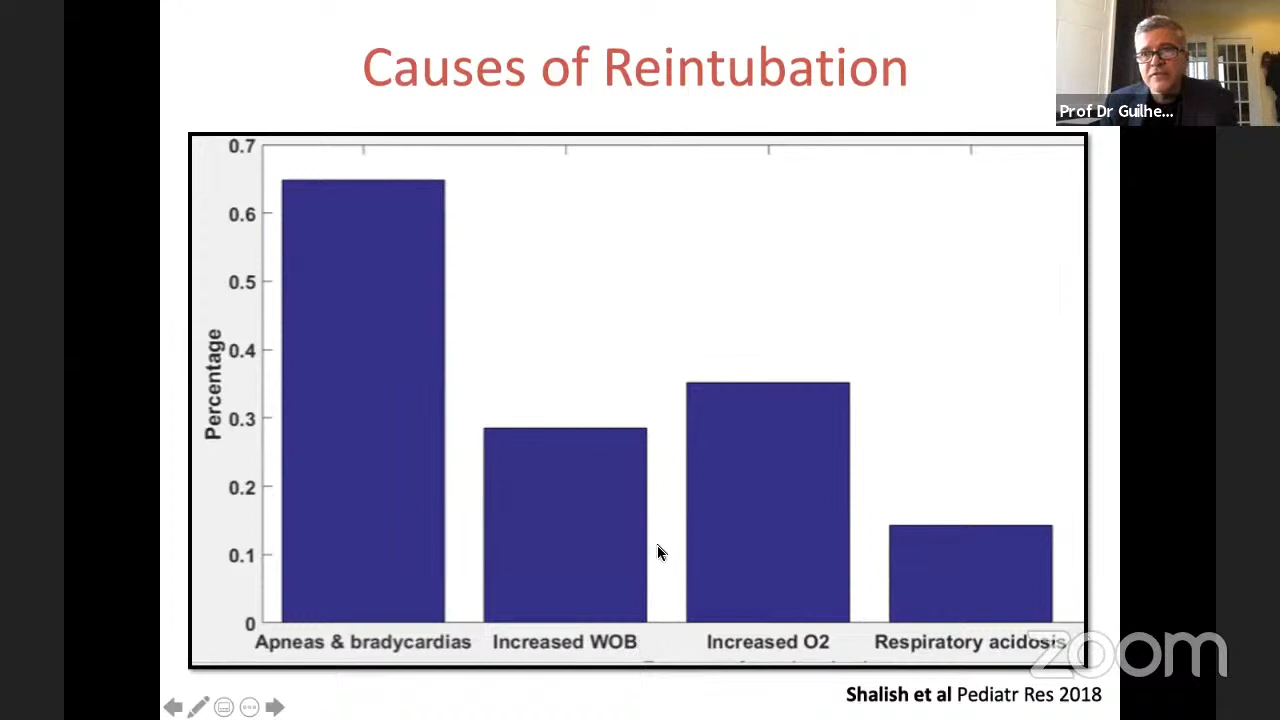 Causes of Reintubation
Prof Dr Guilhe...
0.7
0.6
0.5
0.4
0.3
0.2
0.1
0
Percentage
Apneas & bradycardias Increased WOB Increased O2 Respiratory acidosis
zoom
Shalish et al Pediatr Res 2018